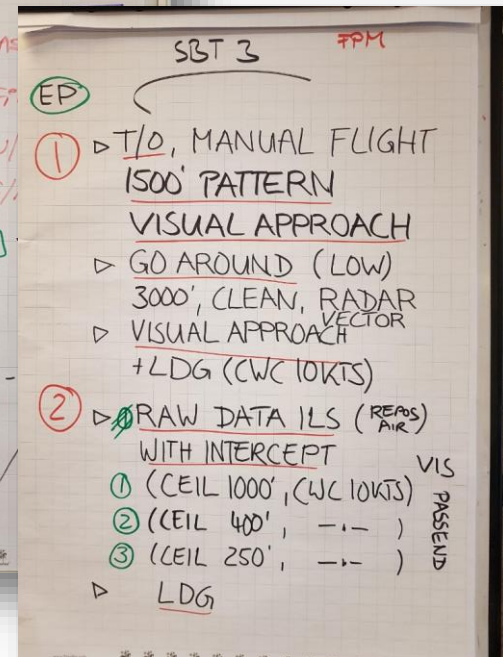 SBT 3
FPM
EP
① ▷ T/O, MANUAL FLIGHT
1500' PATTERN
VISUAL APPROACH
▷ GO AROUND (LOW)
3000', CLEAN, RADAR
VECTOR
▷ VISUAL APPROACH
+LDG (CWC 10KTS)
② ▷ RAW DATA ILS (REPOS AIR)
WITH INTERCEPT
① (CEIL 1000', CWC 10KTS)
② (CEIL 400', —·— )
③ (CEIL 250', —·— )
VIS PASSEND
▷ LDG